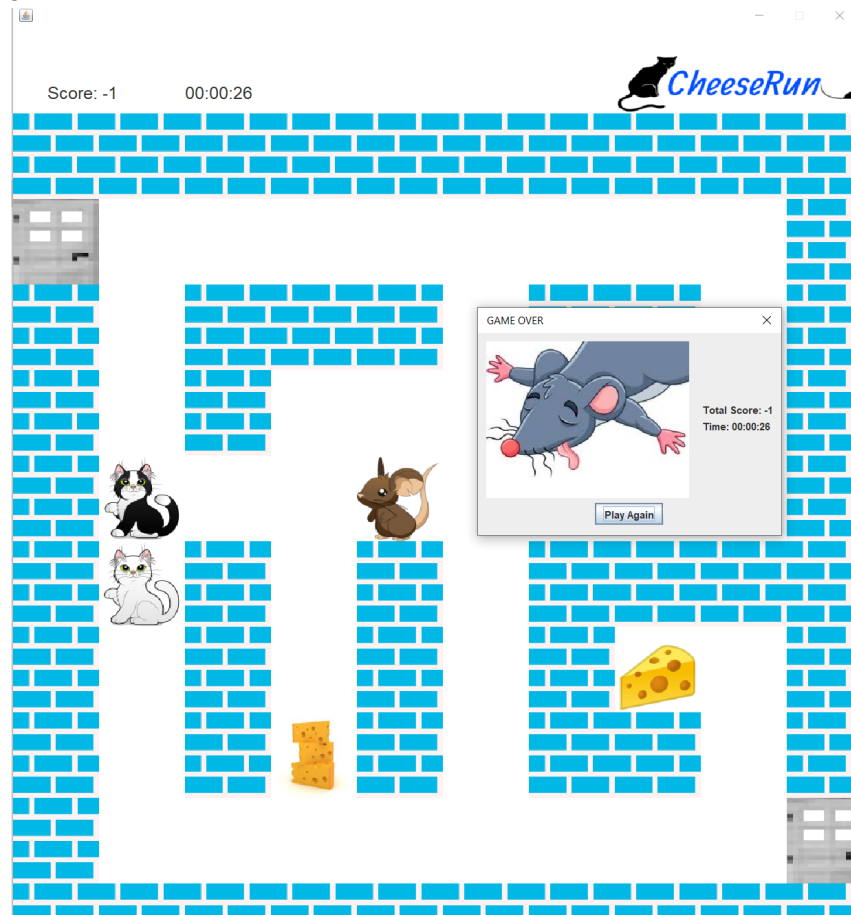 Score: -1
00:00:26
CheeseRun
GAME OVER
Total Score: -1
Time: 00:00:26
Play Again